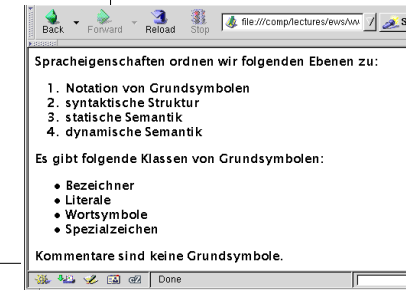 Back Forward Reload Stop file:///comp/lectures/ews/ww S
Spracheigenschaften ordnen wir folgenden Ebenen zu:
1. Notation von Grundsymbolen
2. syntaktische Struktur
3. statische Semantik
4. dynamische Semantik
Es gibt folgende Klassen von Grundsymbolen:
• Bezeichner
• Literale
• Wortsymbole
• Spezialzeichen
Kommentare sind keine Grundsymbole.
Done